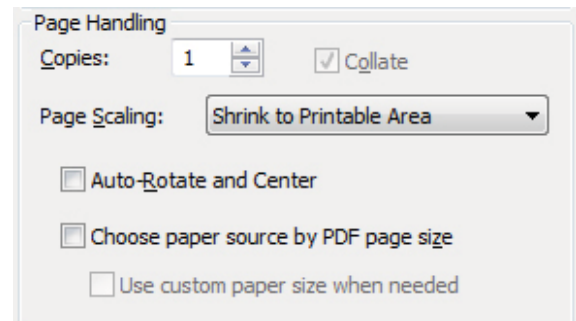 Page Handling
Copies: 1 Collate
Page Scaling: Shrink to Printable Area
Auto-Rotate and Center
Choose paper source by PDF page size
Use custom paper size when needed